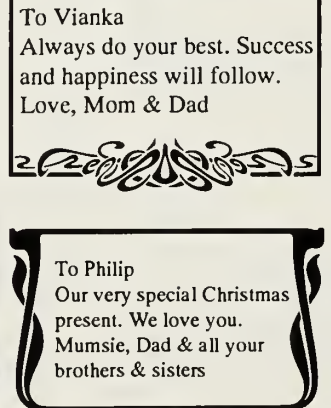 To Vianka
Always do your best. Success
and happiness will follow.
Love, Mom & Dad
To Philip
Our very special Christmas
present. We love you.
Mumsie, Dad & all your
brothers & sisters